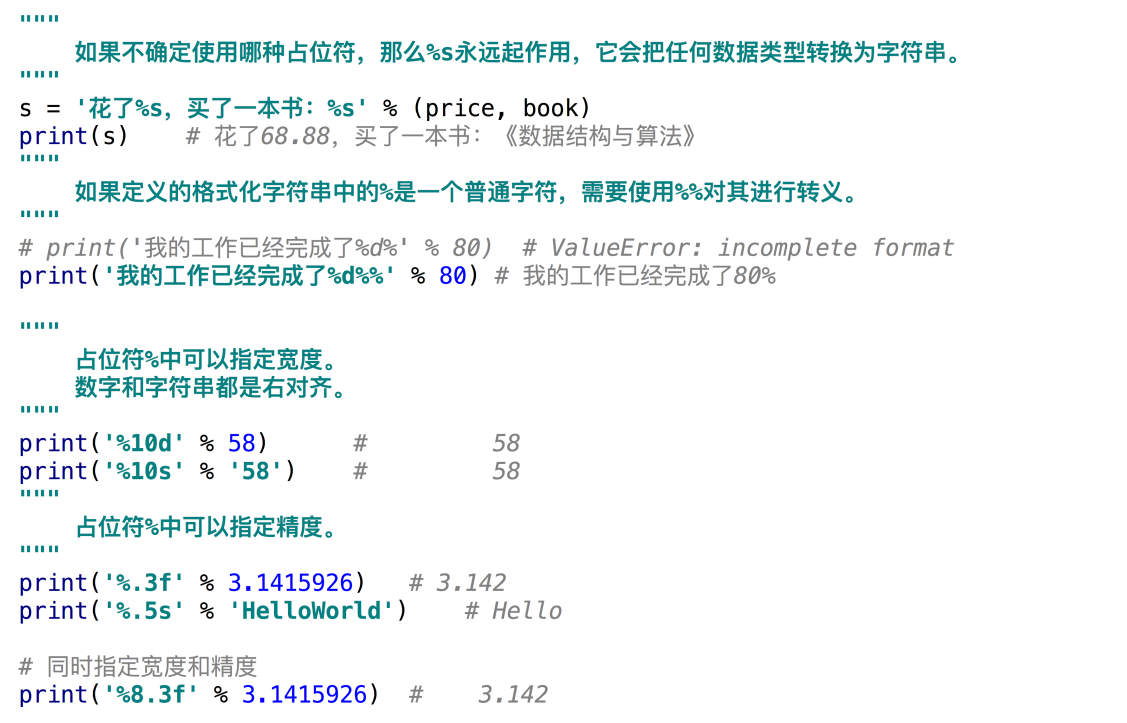 """
    如果不确定使用哪种占位符，那么%s永远起作用，它会把任何数据类型转换为字符串。
"""
s = '花了%s，买了一本书：%s' % (price, book)
print(s)    # 花了68.88，买了一本书：《数据结构与算法》
"""
    如果定义的格式化字符串中的%是一个普通字符，需要使用%%对其进行转义。
"""
# print('我的工作已经完成了%d%' % 80)  # ValueError: incomplete format
print('我的工作已经完成了%d%%' % 80) # 我的工作已经完成了80%

"""
    占位符%中可以指定宽度。
    数字和字符串都是右对齐。
"""
print('%10d' % 58)      #         58
print('%10s' % '58')    #         58
"""
    占位符%中可以指定精度。
"""
print('%.3f' % 3.1415926)   # 3.142
print('%.5s' % 'HelloWorld')    # Hello

# 同时指定宽度和精度
print('%8.3f' % 3.1415926)  #    3.142